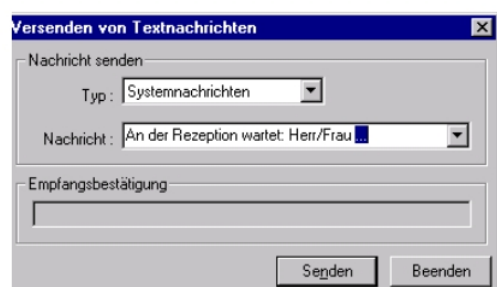 Versenden von Textnachrichten
Nachricht senden
Typ : Systemnachrichten
Nachricht : An der Rezeption wartet: Herr/Frau ...
Empfangsbestätigung
Senden Beenden